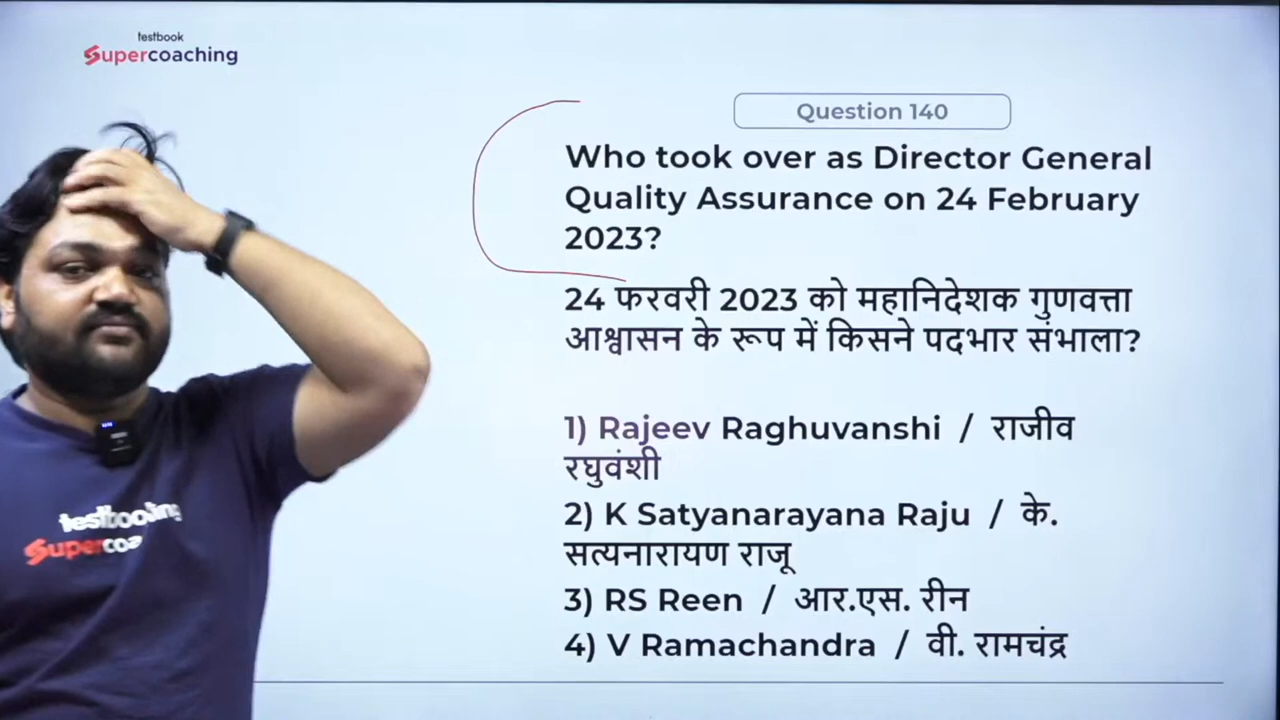 testbook
Supercoaching
Question 140
Who took over as Director General
Quality Assurance on 24 February
2023?
24 फरवरी 2023 को महानिदेशक गुणवत्ता
आश्वासन के रूप में किसने पदभार संभाला?
1) Rajeev Raghuvanshi / राजीव
रघुवंशी
2) K Satyanarayana Raju / के.
सत्यनारायण राजू
3) RS Reen / आर.एस. रीन
4) V Ramachandra / वी. रामचंद्र